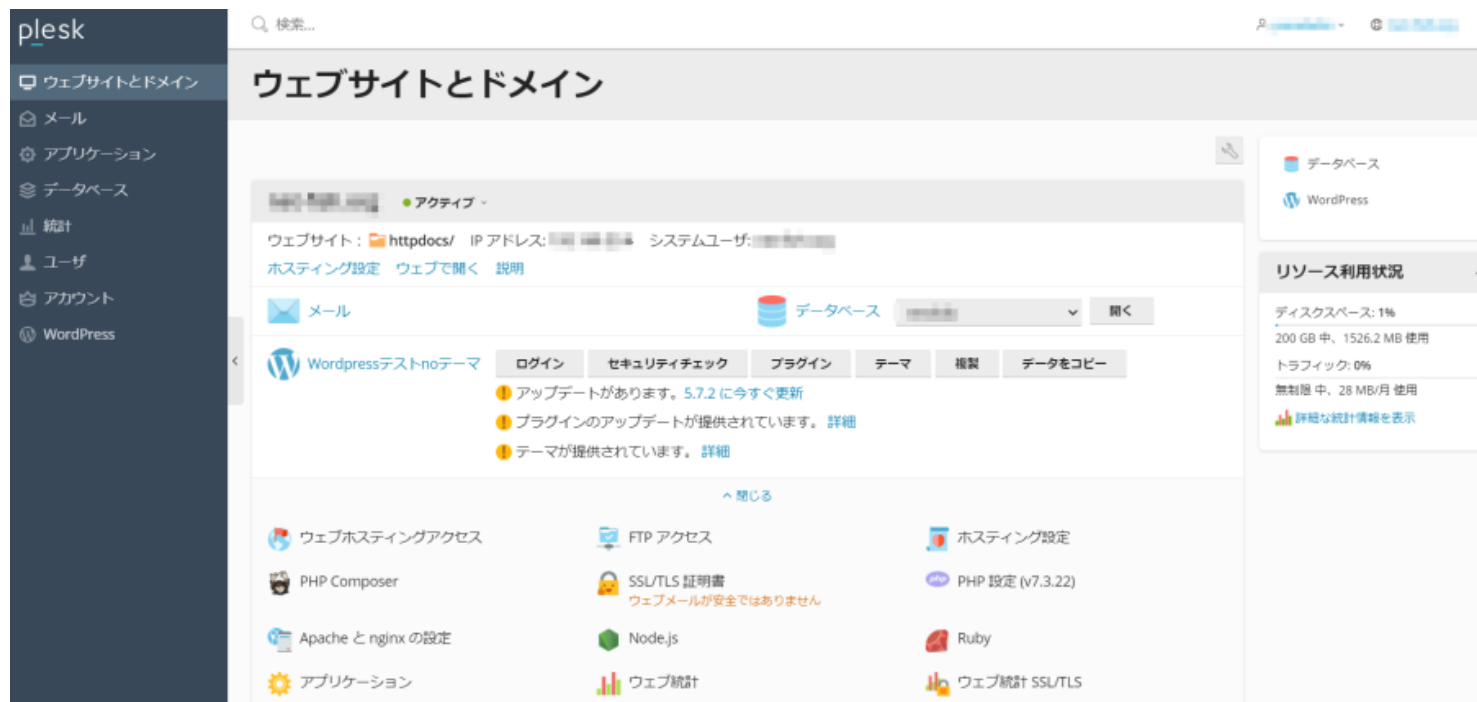 plesk
検索...
ウェブサイトとドメイン
メール
アプリケーション
データベース
統計
ユーザ
アカウント
WordPress
ウェブサイトとドメイン
アクティブ
ウェブサイト： httpdocs/ IP アドレス: システムユーザ:
ホスティング設定 ウェブで開く 説明
メール データベース 開く
Wordpressテストnoテーマ ログイン セキュリティチェック プラグイン テーマ 複製 データをコピー
アップデートがあります。5.7.2 に今すぐ更新
プラグインのアップデートが提供されています。 詳細
テーマが提供されています。 詳細
閉じる
ウェブホスティングアクセス FTP アクセス ホスティング設定
PHP Composer SSL/TLS 証明書 PHP 設定 (v7.3.22)
ウェブメールが安全ではありません
Apache と nginx の設定 Node.js Ruby
アプリケーション ウェブ統計 ウェブ統計 SSL/TLS
データベース
WordPress
リソース利用状況
ディスクスペース: 1%
200 GB 中、1526.2 MB 使用
トラフィック: 0%
無制限 中、28 MB/月 使用
詳細な統計情報を表示